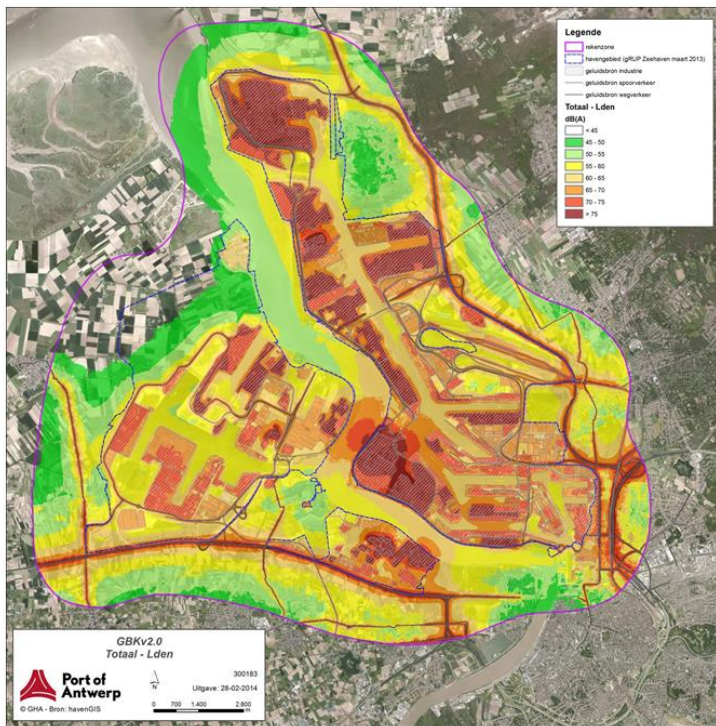 Legende
rekenzone
havengebied (gRUP Zeehaven maart 2013)
geluidsbron industrie
geluidsbron spoorverkeer
geluidsbron wegverkeer
Totaal - Lden
dB(A)
< 45
45 - 50
50 - 55
55 - 60
60 - 65
65 - 70
70 - 75
> 75
GBKv2.0
Totaal - Lden
Port of
Antwerp
© GHA - Bron: havenGIS
N
300183
Uitgave: 28-02-2014
0 700 1.400 2.800